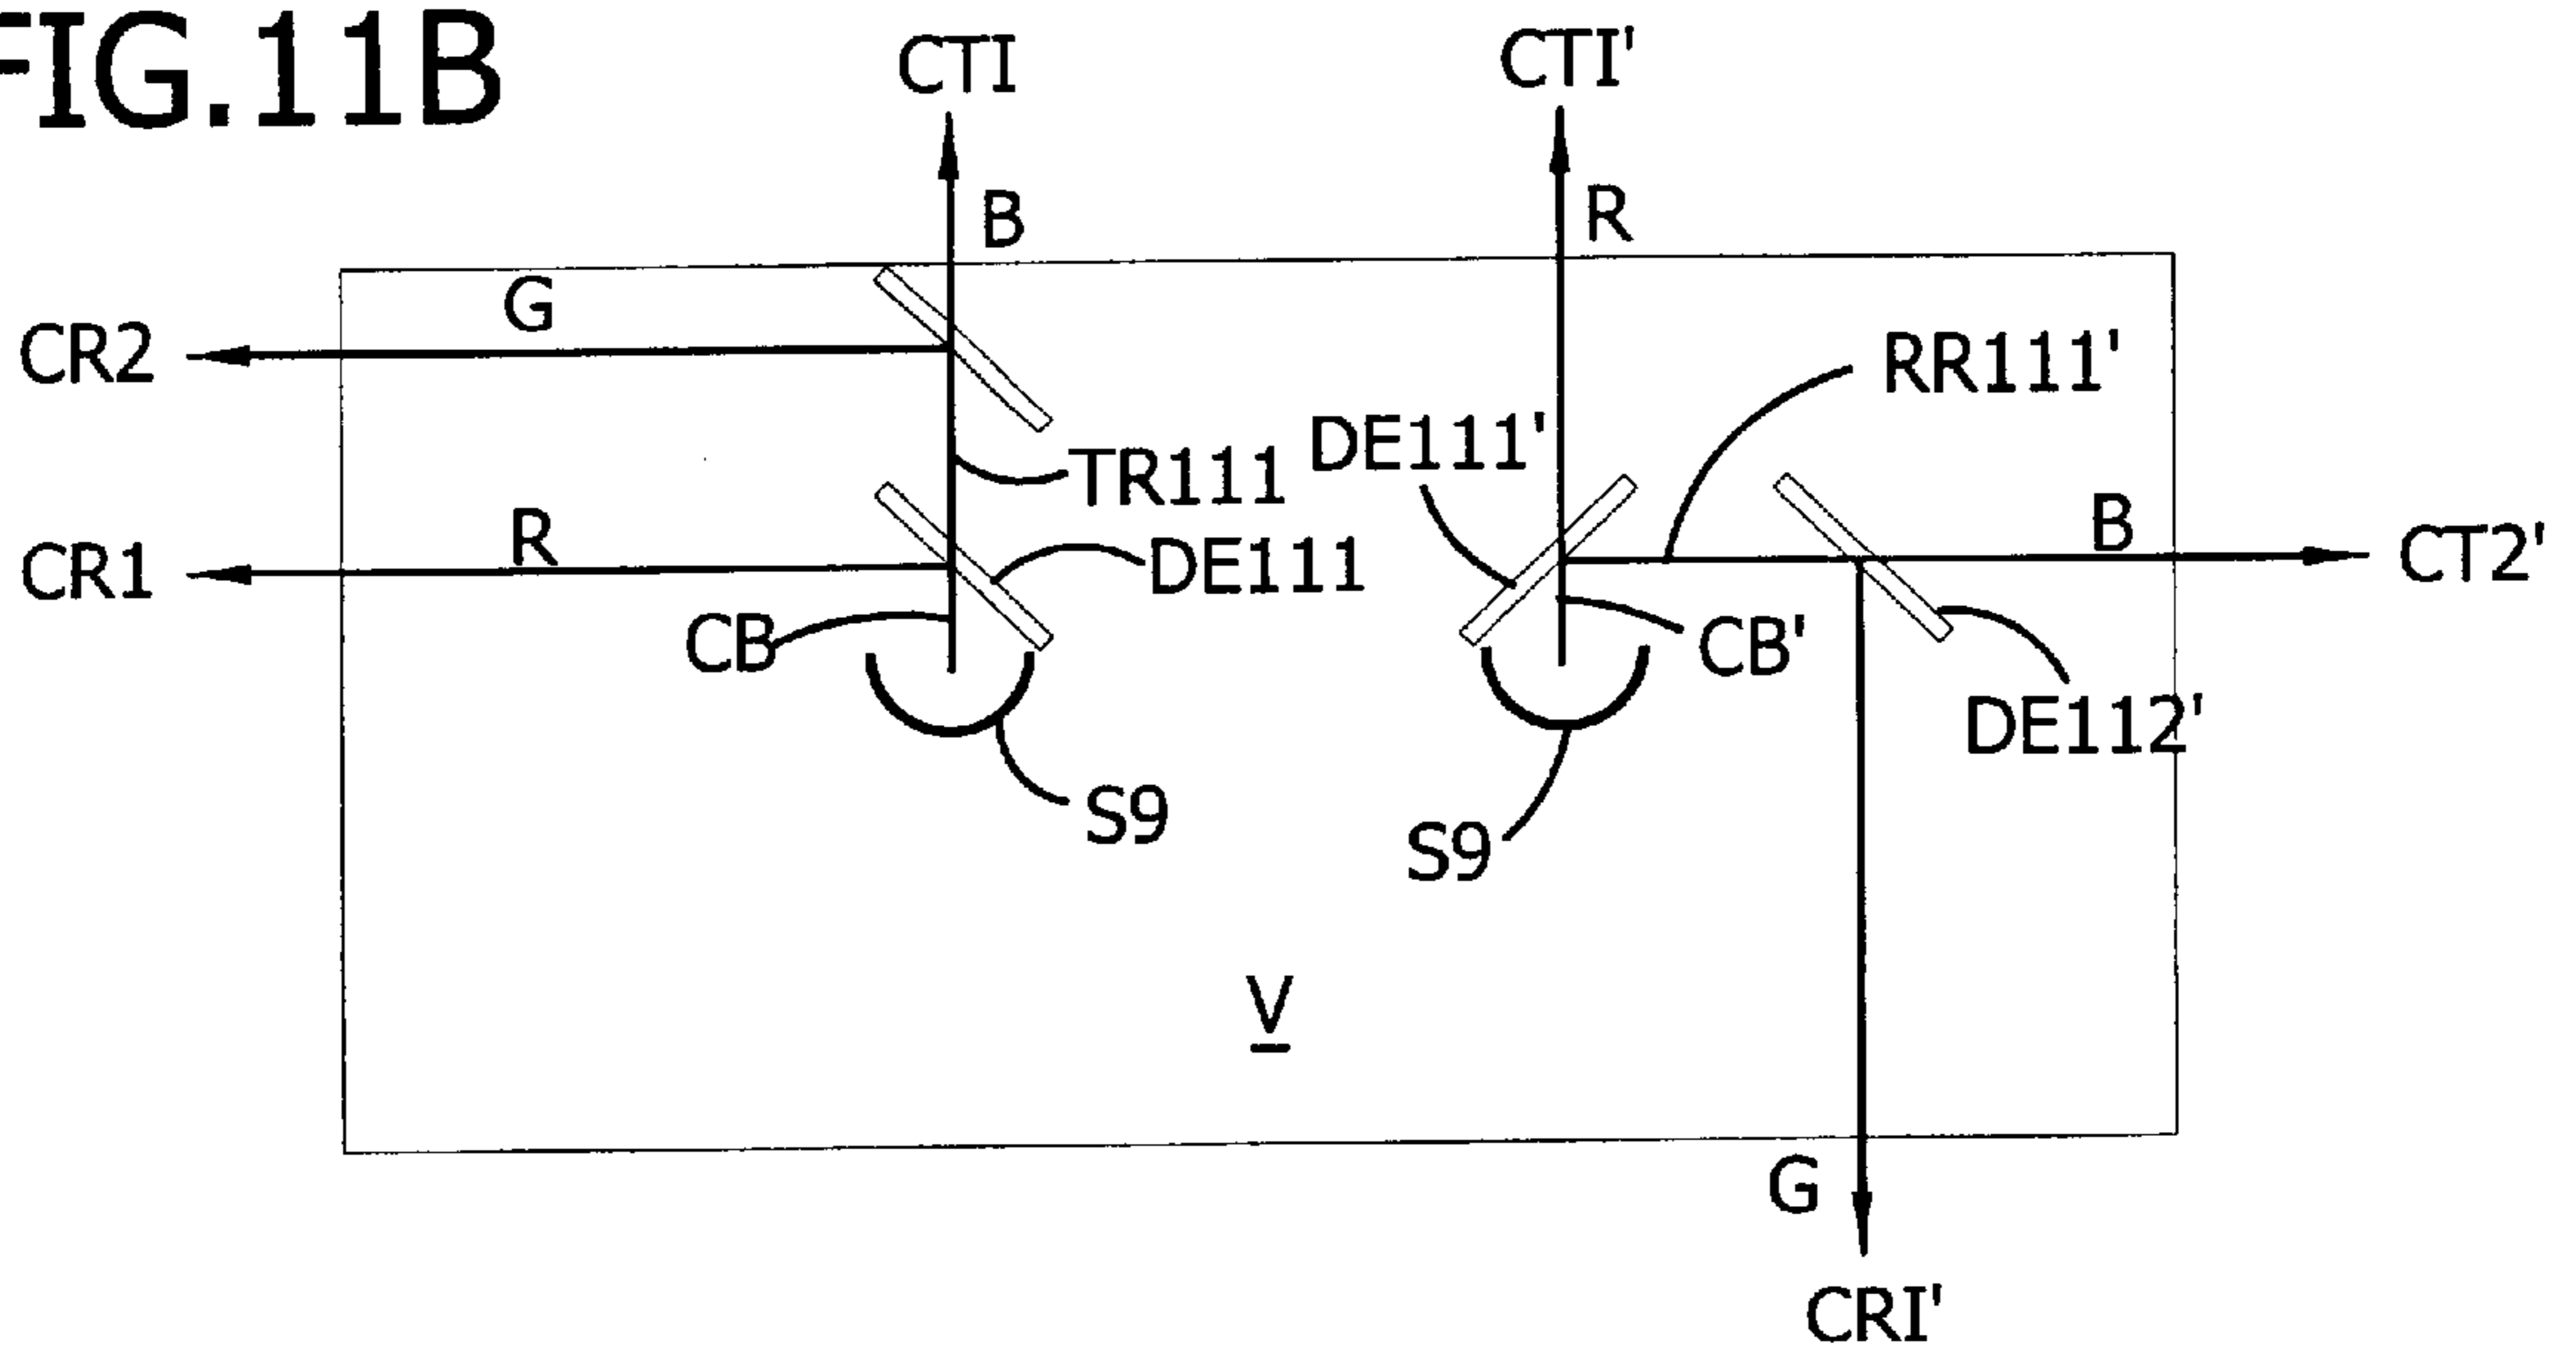 FIG.11B
CTI
CTI'
B
R
G
CR2
RR111'
DE111'
TR111
B
R
CR1
DE111
CT2'
CB
CB'
DE112'
S9
S9
V
G
CRI'